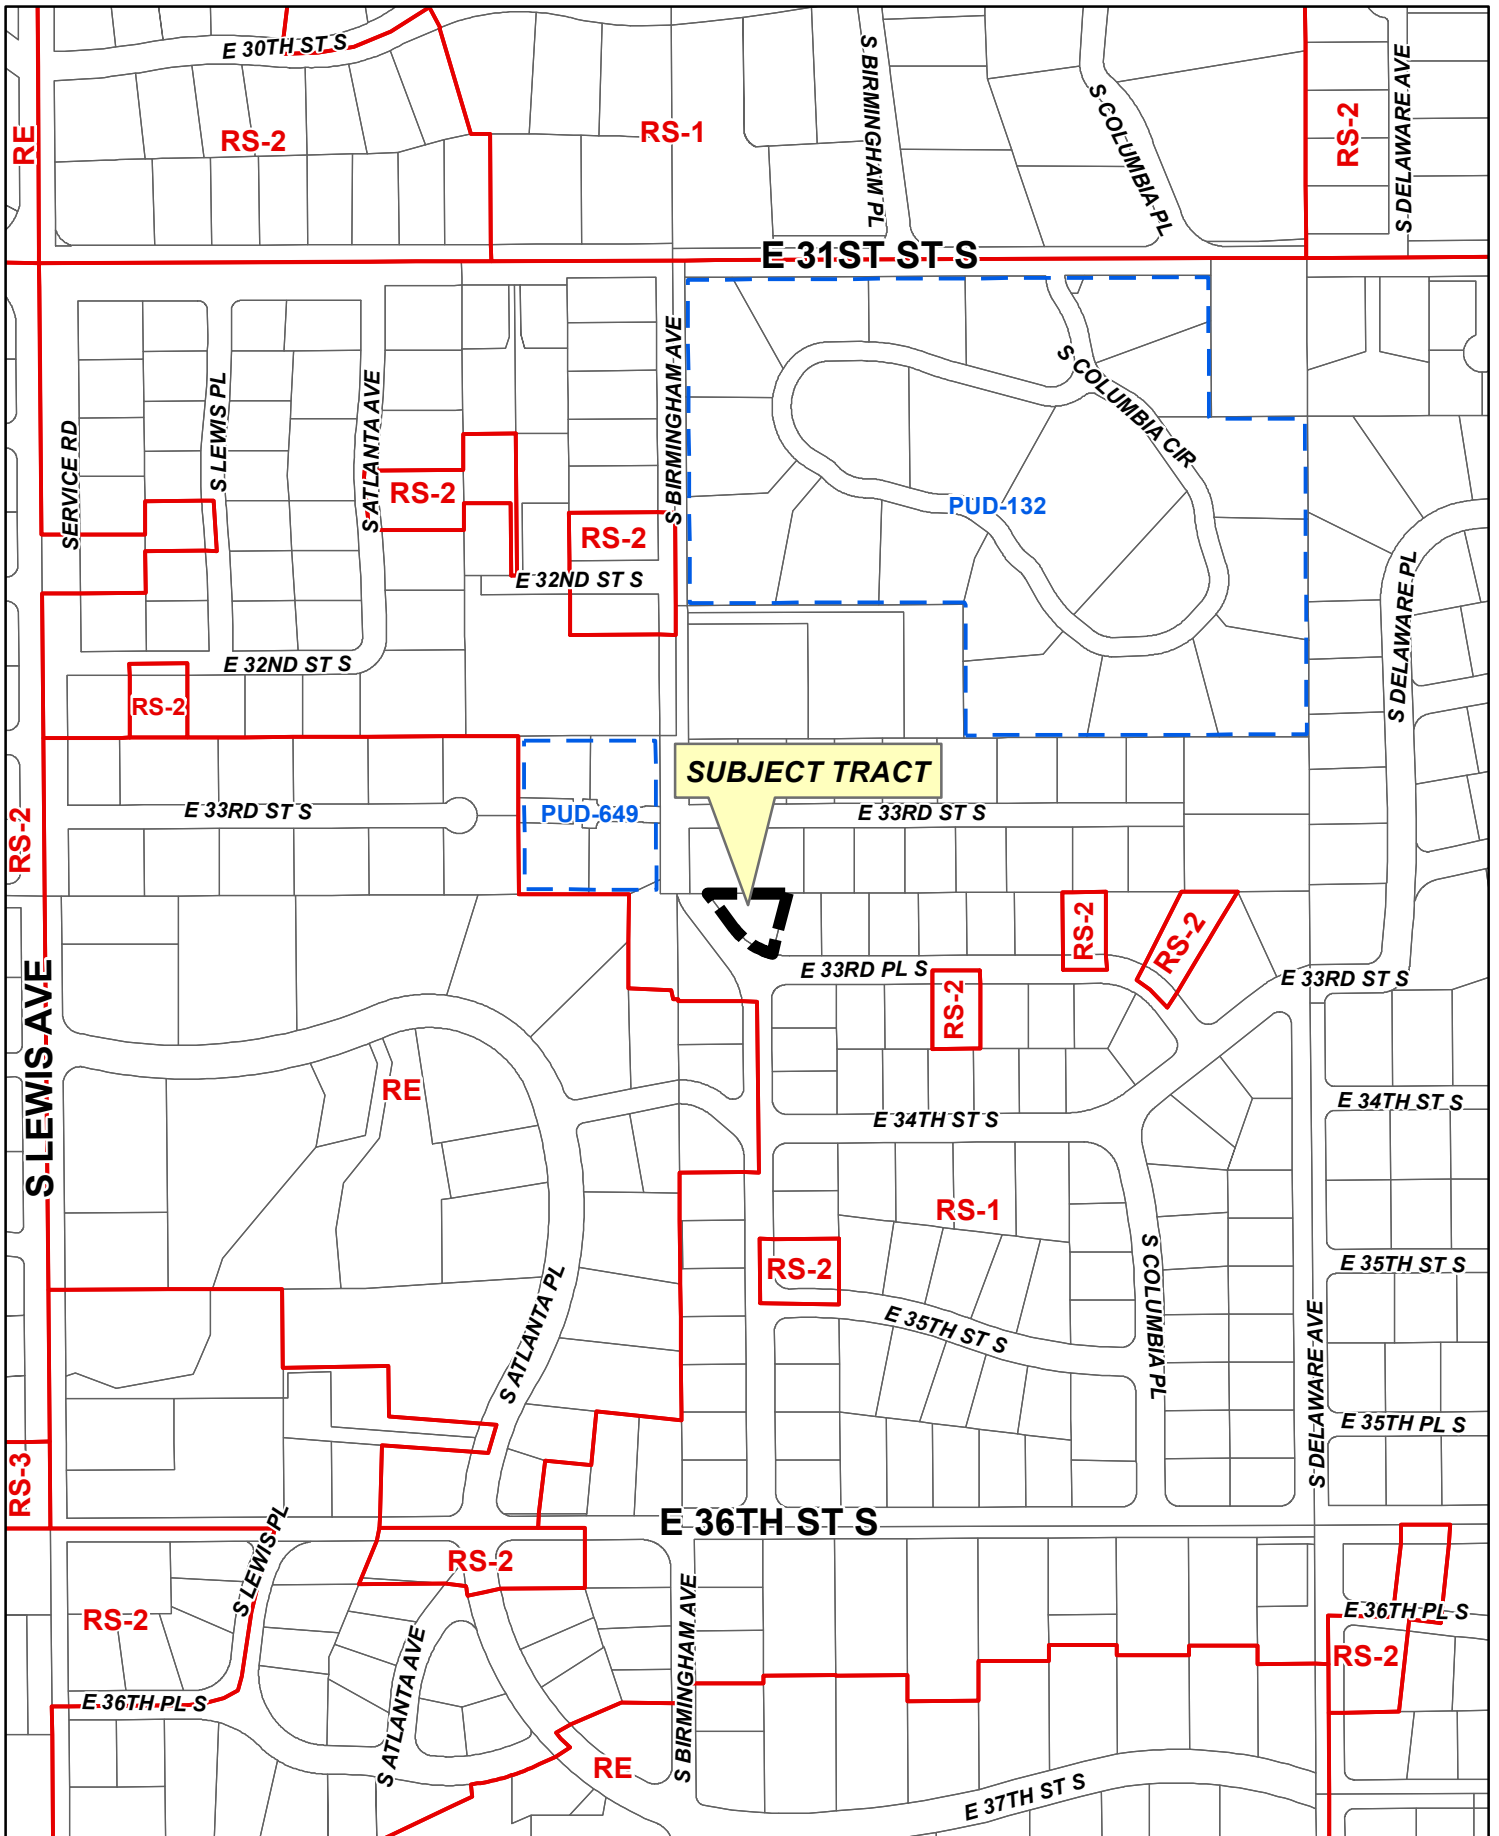 E 30TH ST S
S BIRMINGHAM PL
S COLUMBIA PL
S DELAWARE AVE
RE
RS-2
RS-1
RS-2
E 31ST ST S
S BIRMINGHAM AVE
S COLUMBIA CIR
SERVICE RD
S LEWIS PL
S ATLANTA AVE
RS-2
PUD-132
RS-2
E 32ND ST S
S DELAWARE PL
E 32ND ST S
RS-2
SUBJECT TRACT
E 33RD ST S
PUD-649
E 33RD ST S
RS-2
RS-2
RS-2
E 33RD PL S
E 33RD ST S
RS-2
S LEWIS AVE
RE
E 34TH ST S
E 34TH ST S
RS-1
RS-2
E 35TH ST S
S COLUMBIA PL
S ATLANTA PL
E 35TH ST S
S DELAWARE AVE
E 35TH PL S
RS-3
E 36TH ST S
S LEWIS PL
RS-2
S BIRMINGHAM AVE
RS-2
E 36TH PL S
S ATLANTA AVE
RS-2
E 36TH PL S
RE
E 37TH ST S